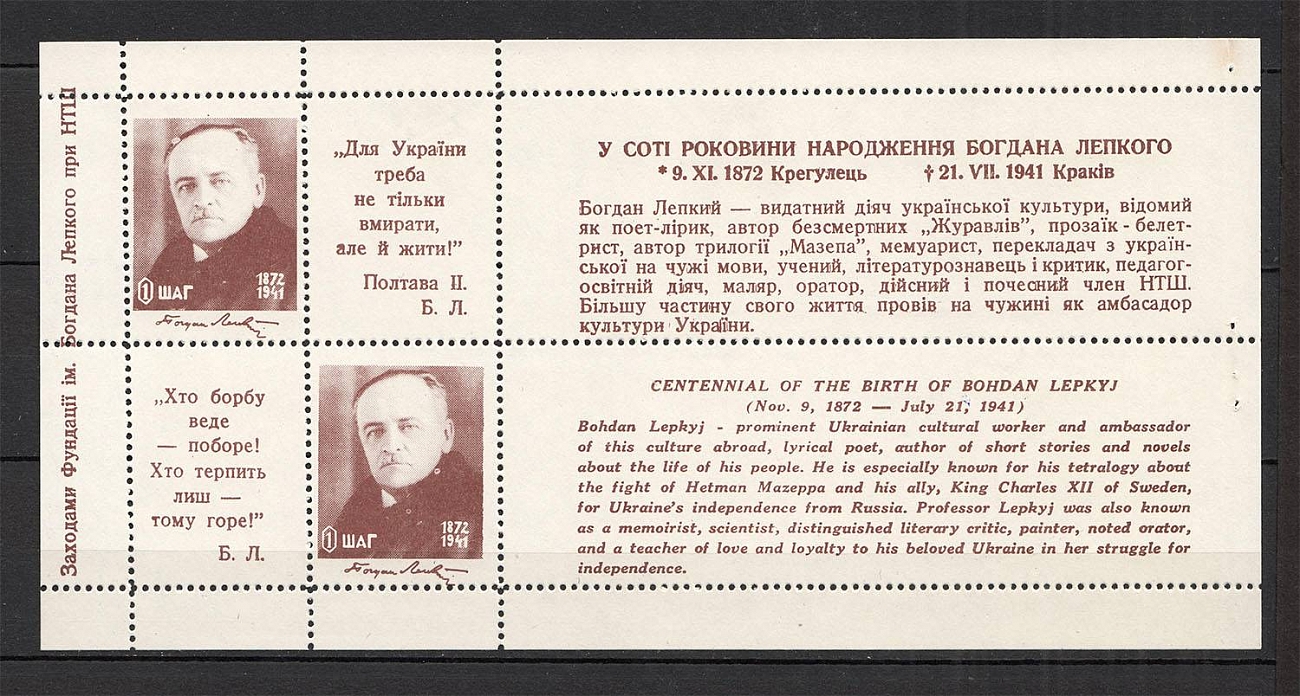 Заходами Фундації ім. Богдана Лепкого при НТШ
1872
1941
1 ШАГ
„Для України
треба
не тільки
вмирати,
але й жити!”
Полтава II.
Б. Л.
„Хто борбу
веде
— поборе!
Хто терпить
лиш —
тому горе!”
Б. Л.
1872
1941
1 ШАГ
У СОТІ РОКОВИНИ НАРОДЖЕННЯ БОГДАНА ЛЕПКОГО
* 9. XI. 1872 Крегулець † 21. VII. 1941 Краків
Богдан Лепкий — видатний діяч української культури, відомий
як поет-лірик, автор безсмертних „Журавлів”, прозаїк - белет-
рист, автор трилогії „Мазепа”, мемуарист, перекладач з україн-
ської на чужі мови, учений, літературознавець і критик, педагог-
освітній діяч, маляр, оратор, дійсний і почесний член НТШ.
Більшу частину свого життя провів на чужині як амбасадор
культури України.
CENTENNIAL OF THE BIRTH OF BOHDAN LEPKYJ
(Nov. 9, 1872 — July 21, 1941)
Bohdan Lepkyj - prominent Ukrainian cultural worker and ambassador
of this culture abroad, lyrical poet, author of short stories and novels
about the life of his people. He is especially known for his tetralogy about
the fight of Hetman Mazeppa and his ally, King Charles XII of Sweden,
for Ukraine's independence from Russia. Professor Lepkyj was also known
as a memoirist, scientist, distinguished literary critic, painter, noted orator,
and a teacher of love and loyalty to his beloved Ukraine in her struggle for
independence.